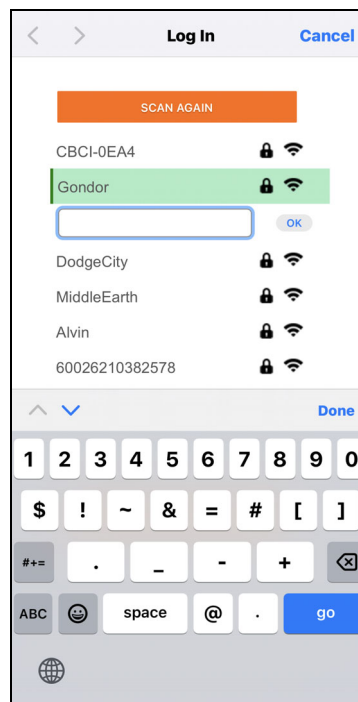 Log In Cancel
SCAN AGAIN
CBCI-0EA4
Gondor
OK
DodgeCity
MiddleEarth
Alvin
60026210382578
Done
1 2 3 4 5 6 7 8 9 0
$ ! ~ & = # [ ]
#+= . _ - +
ABC space @ . go